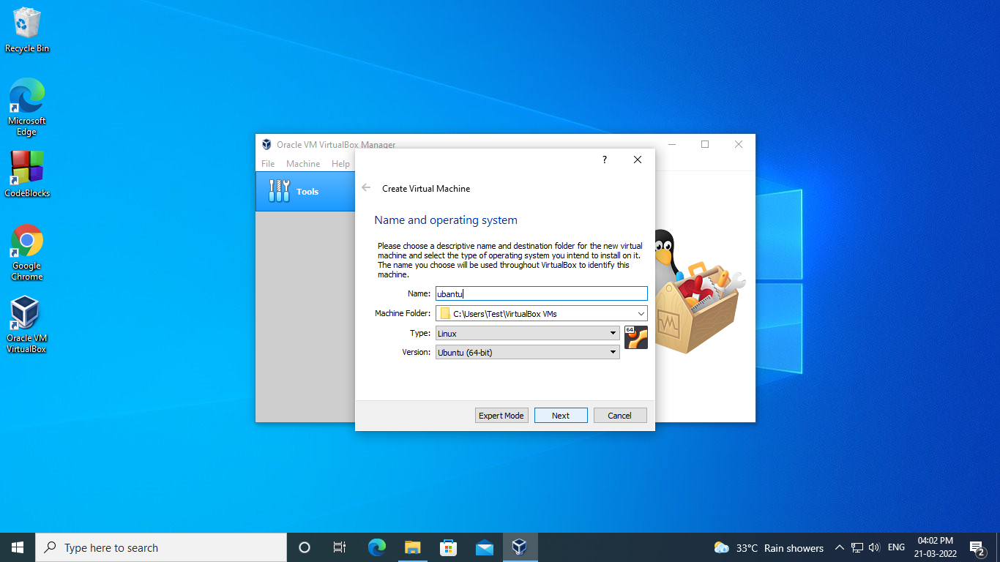 Recycle Bin
Microsoft
Edge
CodeBlocks
Google
Chrome
Oracle VM
VirtualBox
Oracle VM VirtualBox Manager
File Machine Help
Tools
?
Create Virtual Machine
Name and operating system
Please choose a descriptive name and destination folder for the new virtual
machine and select the type of operating system you intend to install on it.
The name you choose will be used throughout VirtualBox to identify this
machine.
Name: ubantu
Machine Folder: C:\Users\Test\VirtualBox VMs
Type: Linux
64
Version: Ubuntu (64-bit)
Expert Mode Next Cancel
Type here to search
33°C Rain showers
ENG
04:02 PM
21-03-2022
2